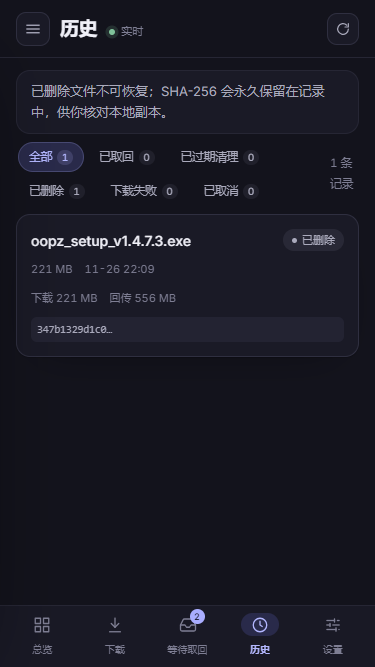 历史 实时
已删除文件不可恢复；SHA-256 会永久保留在记录
中，供你核对本地副本。
全部 1 已取回 0 已过期清理 0
已删除 1 下载失败 0 已取消 0
1 条
记录
oopz_setup_v1.4.7.3.exe 已删除
221 MB 11-26 22:09
下载 221 MB 回传 556 MB
347b1329d1c0…
2
总览 下载 等待取回 历史 设置